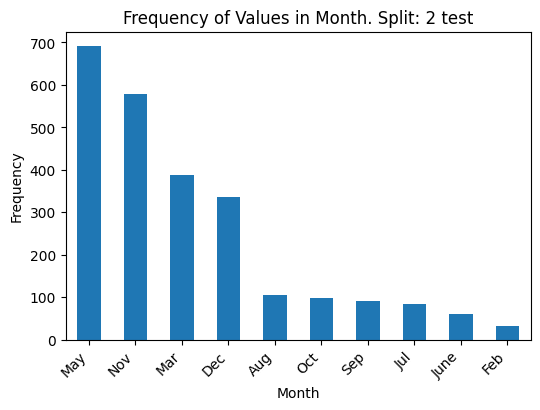 Frequency of Values in Month. Split: 2 test
Frequency
700
600
500
400
300
200
100
0
May
Nov
Mar
Dec
Aug
Oct
Sep
Jul
June
Feb
Month